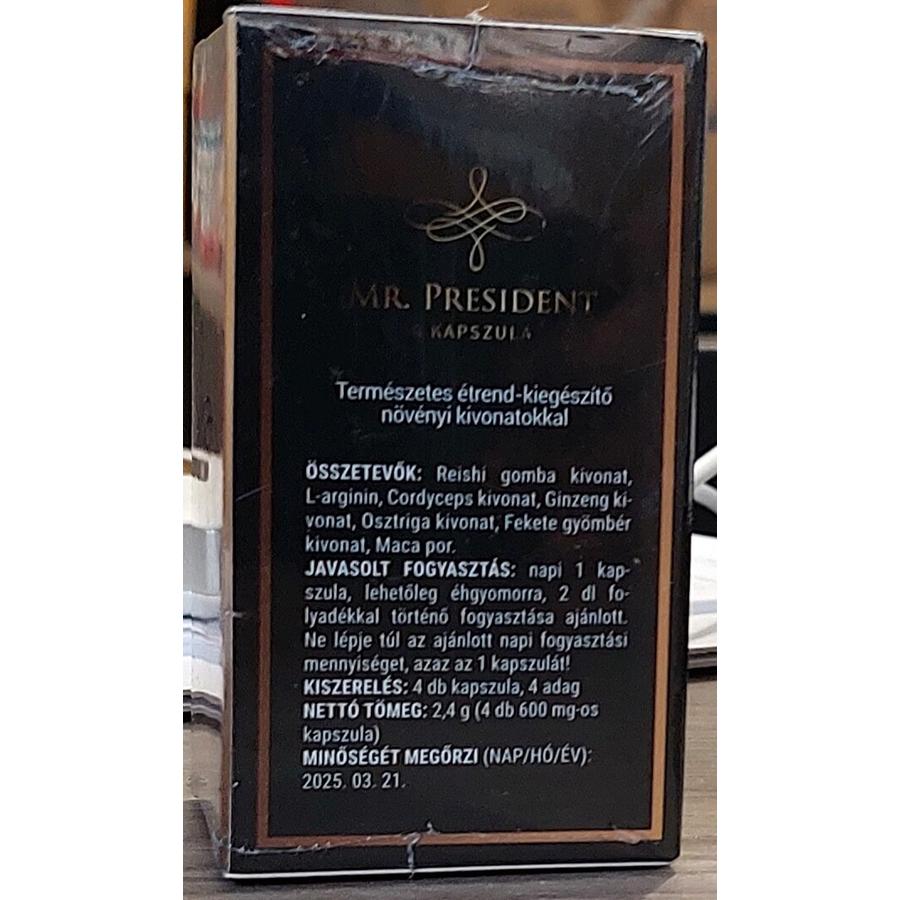 MR. PRESIDENT
KAPSZULA
Természetes étrend-kiegészítő
növényi kivonatokkal
ÖSSZETEVŐK: Reishi gomba kivonat,
L-arginin, Cordyceps kivonat, Ginzeng ki-
vonat, Osztriga kivonat, Fekete gyömbér
kivonat, Maca por.
JAVASOLT FOGYASZTÁS: napi 1 kap-
szula, lehetőleg éhgyomorra, 2 dl fo-
lyadékkal történő fogyasztása ajánlott.
Ne lépje túl az ajánlott napi fogyasztási
mennyiséget, azaz az 1 kapszulát!
KISZERELÉS: 4 db kapszula, 4 adag
NETTÓ TÖMEG: 2,4 g (4 db 600 mg-os
kapszula)
MINŐSÉGÉT MEGŐRZI (NAP/HÓ/ÉV):
2025. 03. 21.